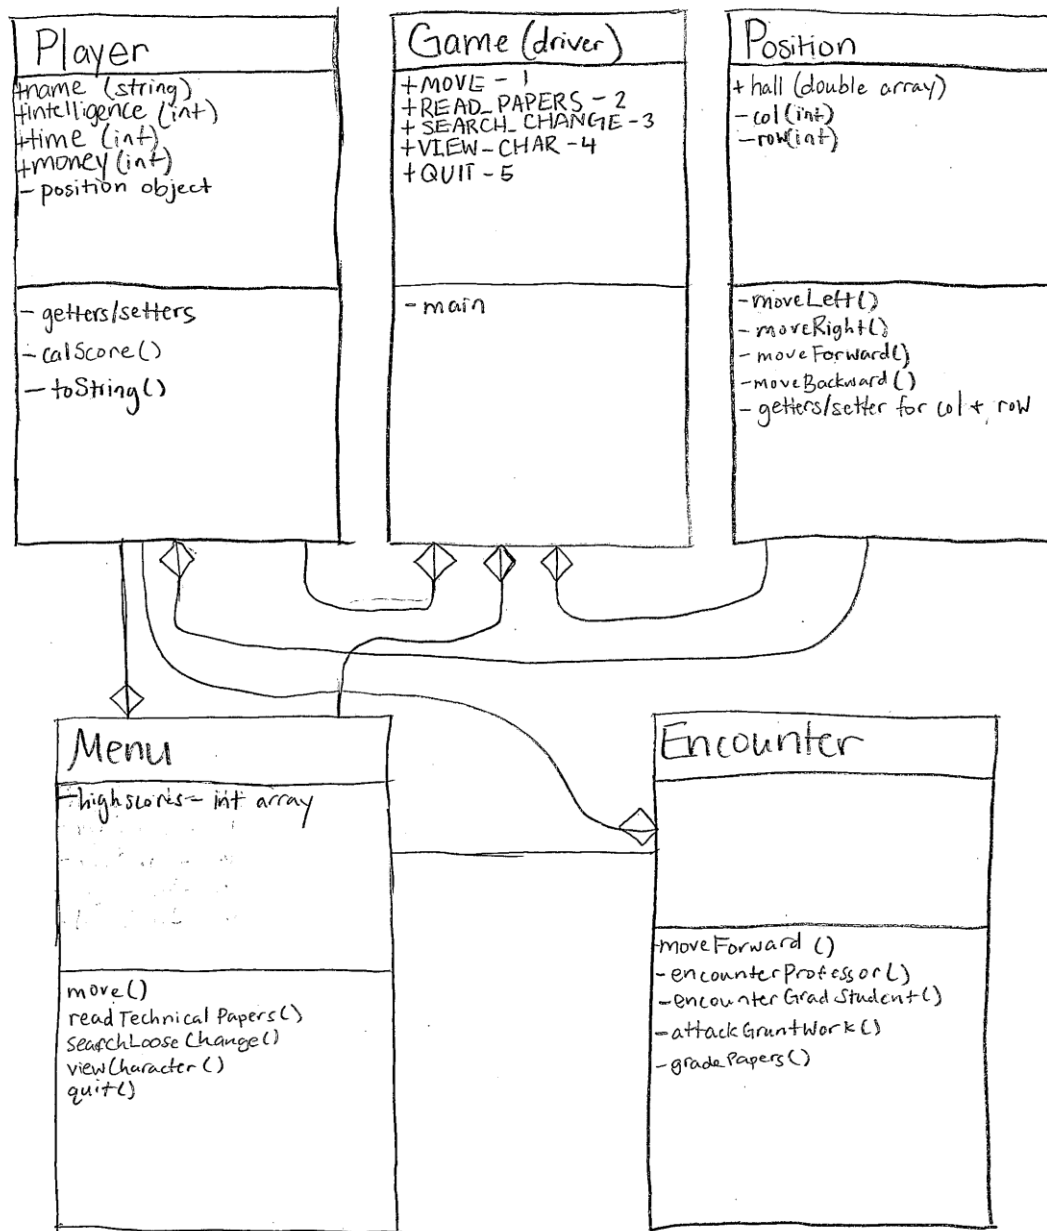 Player
+name (string)
+intelligence (int)
+time (int)
+money (int)
- position object
- getters/setters
- calScore()
- toString()
Game (driver)
+MOVE - 1
+READ_PAPERS - 2
+ SEARCH_CHANGE - 3
+VIEW_CHAR - 4
+QUIT - 5
- main
Position
+ hall (double array)
- col (int)
- row (int)
- moveLeft()
- moveRight()
- moveForward()
- moveBackward()
- getters/setter for col + row
Menu
- highscores - int array
move()
readTechnicalPapers()
searchLooseChange()
viewCharacter()
quit()
Encounter
- moveForward ()
- encounterProfessor()
- encounterGradStudent()
- attackGruntWork()
- gradePapers()